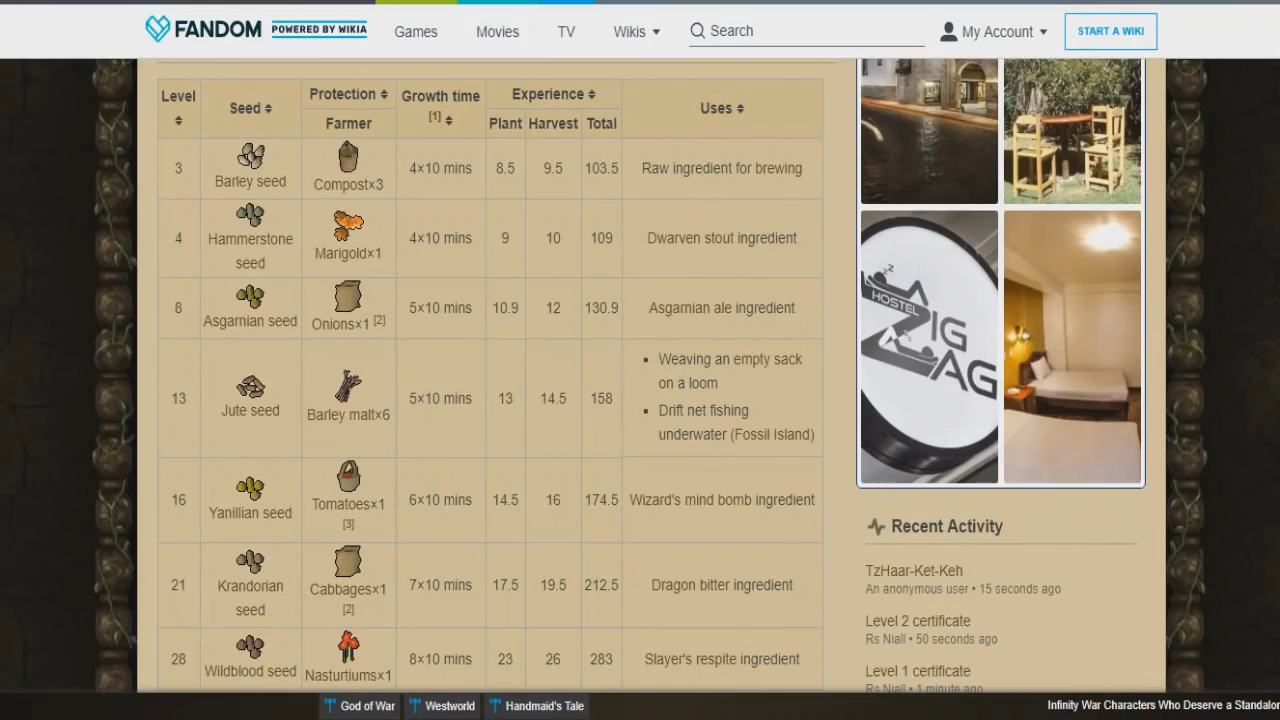 FANDOM POWERED BY WIKIA Games Movies TV Wikis Search My Account START A WIKI
Level Seed Protection Growth time [1] Experience Uses
Farmer Plant Harvest Total
3 Barley seed Compost×3 4×10 mins 8.5 9.5 103.5 Raw ingredient for brewing
4 Hammerstone seed Marigold×1 4×10 mins 9 10 109 Dwarven stout ingredient
8 Asgarnian seed Onions×1 [2] 5×10 mins 10.9 12 130.9 Asgarnian ale ingredient
13 Jute seed Barley malt×6 5×10 mins 13 14.5 158
Weaving an empty sack
on a loom
Drift net fishing
underwater (Fossil Island)
16 Yanillian seed Tomatoes×1 [3] 6×10 mins 14.5 16 174.5 Wizard's mind bomb ingredient
21 Krandorian seed Cabbages×1 [2] 7×10 mins 17.5 19.5 212.5 Dragon bitter ingredient
28 Wildblood seed Nasturtiums×1 8×10 mins 23 26 283 Slayer's respite ingredient
HOSTEL
ZIG
ZAG
Recent Activity
TzHaar-Ket-Keh
An anonymous user • 15 seconds ago
Level 2 certificate
Rs Niall • 50 seconds ago
Level 1 certificate
Rs Niall • 1 minute ago
God of War Westworld Handmaid's Tale Infinity War Characters Who Deserve a Standalo